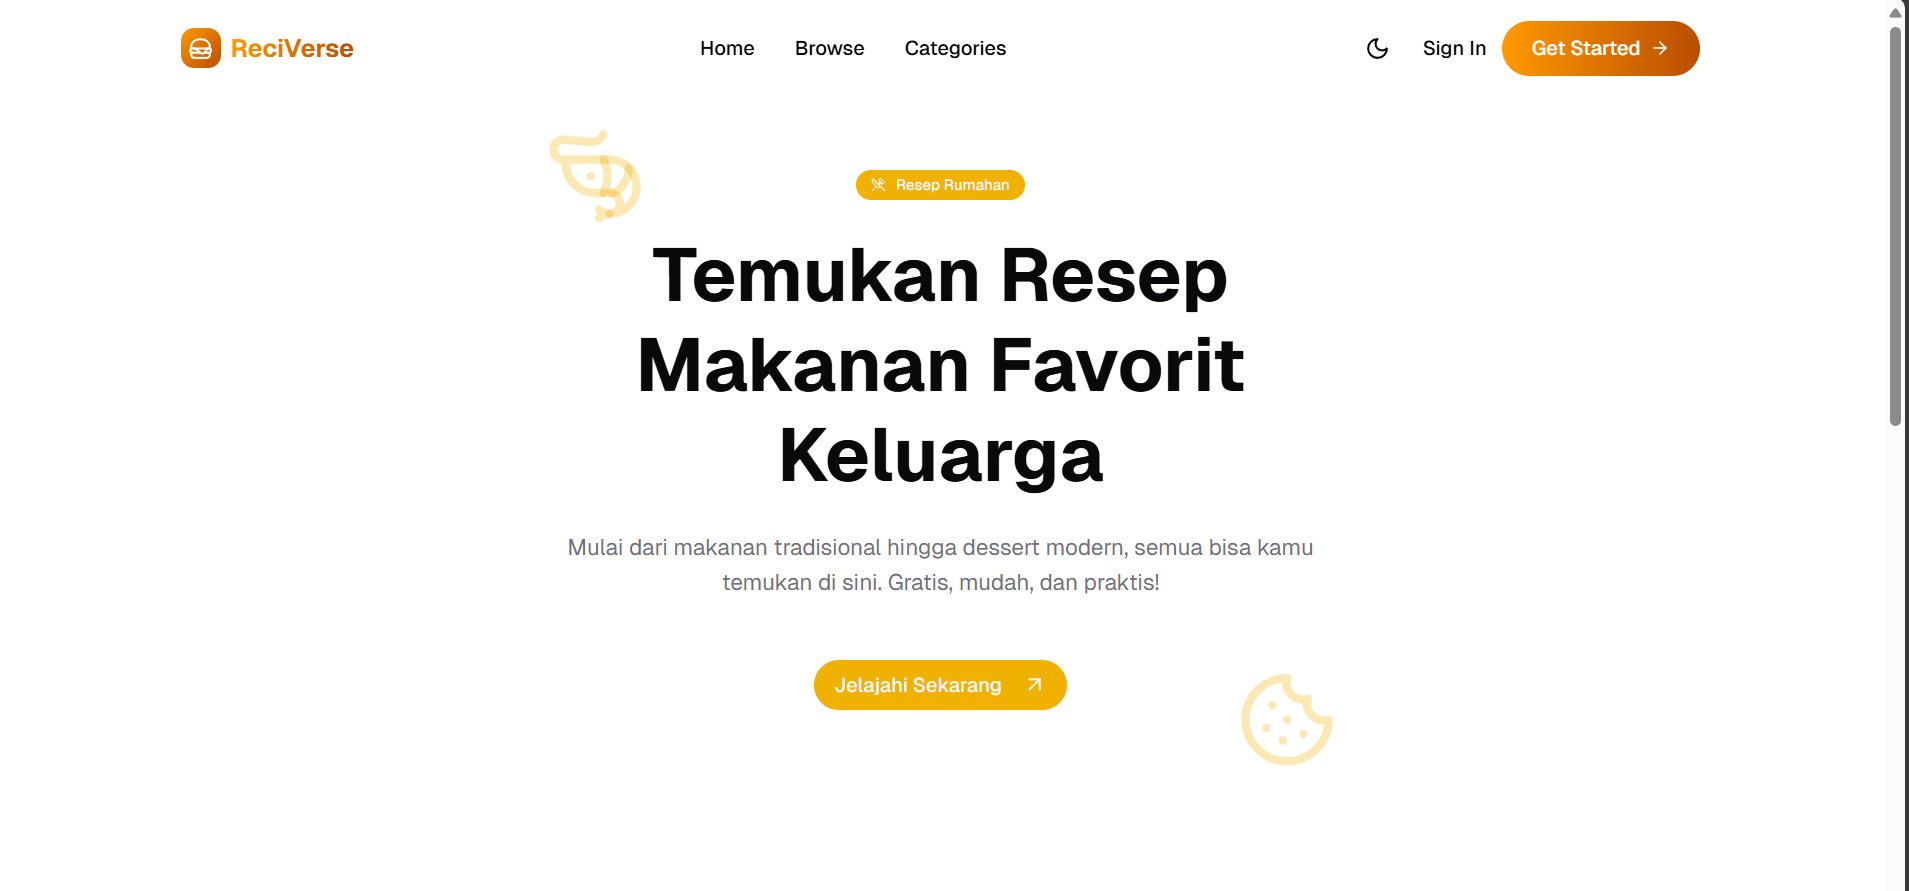 ReciVerse
Home
Browse
Categories
Sign In
Get Started
Resep Rumahan
Temukan Resep
Makanan Favorit
Keluarga
Mulai dari makanan tradisional hingga dessert modern, semua bisa kamu
temukan di sini. Gratis, mudah, dan praktis!
Jelajahi Sekarang